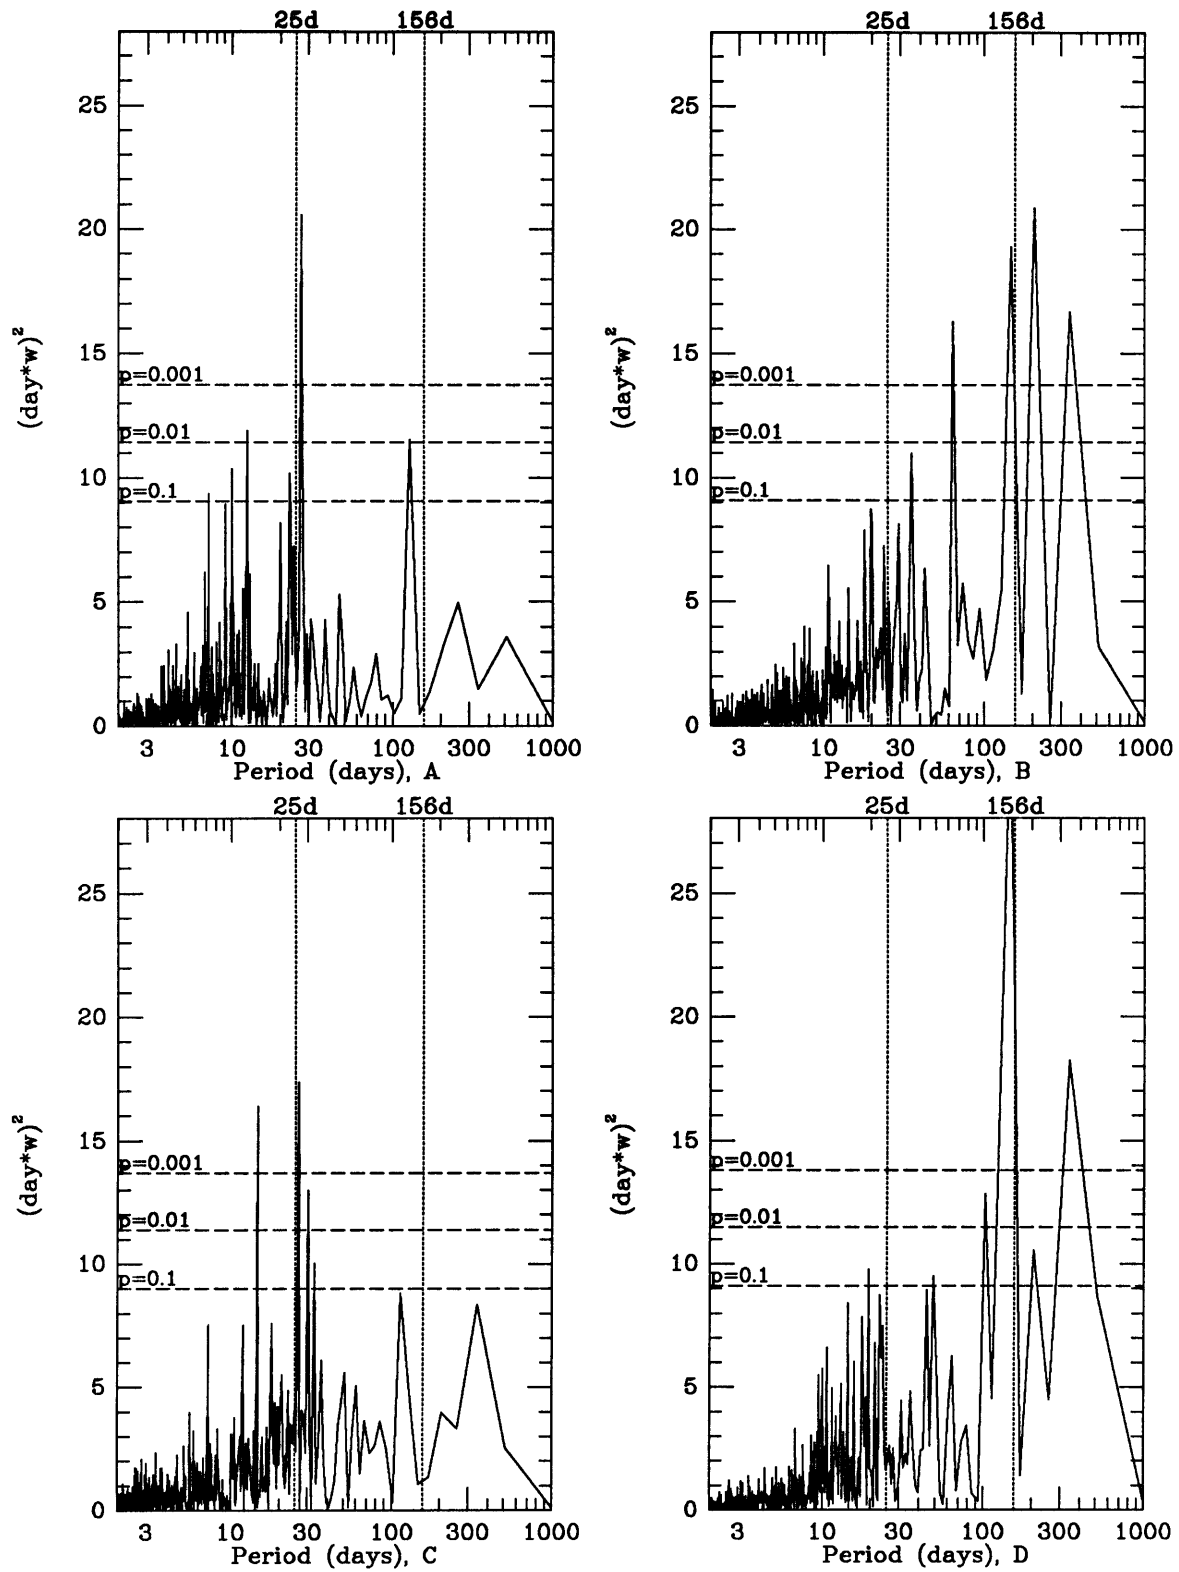 25d 156d
25
20
(day*w)²
15
p=0.001
p=0.01
10
p=0.1
5
0
3 10 30 100 300 1000
Period (days), A
25d 156d
25
20
(day*w)²
15
p=0.001
p=0.01
10
p=0.1
5
0
3 10 30 100 300 1000
Period (days), B
25d 156d
25
20
(day*w)²
15
p=0.001
p=0.01
10
p=0.1
5
0
3 10 30 100 300 1000
Period (days), C
25d 156d
25
20
(day*w)²
15
p=0.001
p=0.01
10
p=0.1
5
0
3 10 30 100 300 1000
Period (days), D